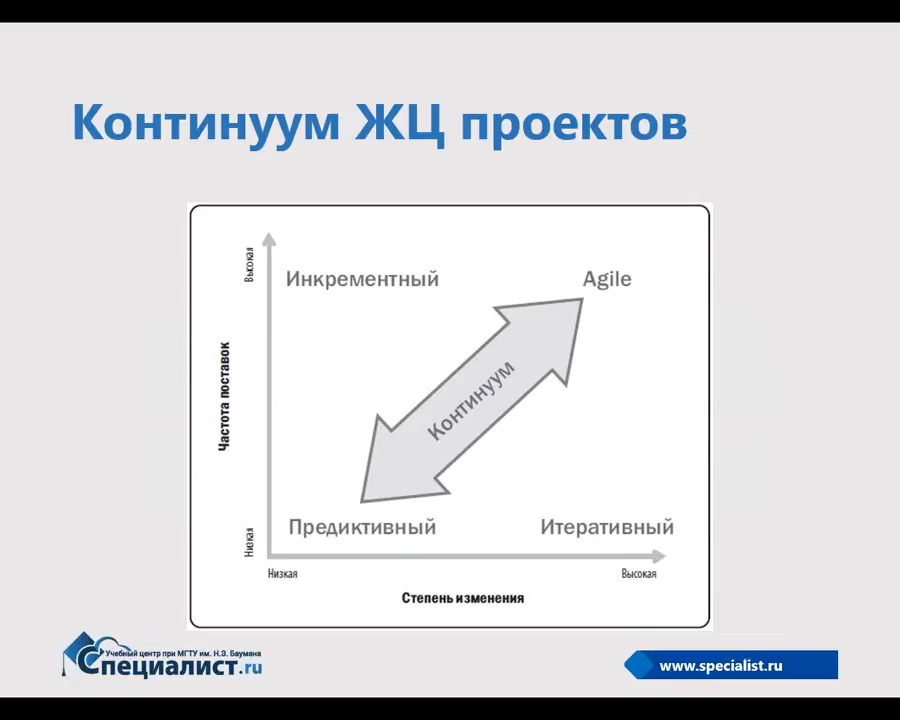 Континуум ЖЦ проектов
Высокая
Инкрементный
Agile
Частота поставок
Континуум
Предиктивный
Итеративный
Низкая
Низкая
Высокая
Степень изменения
Учебный центр при МГТУ им. Н.Э. Баумана
Специалист.ru
www.specialist.ru